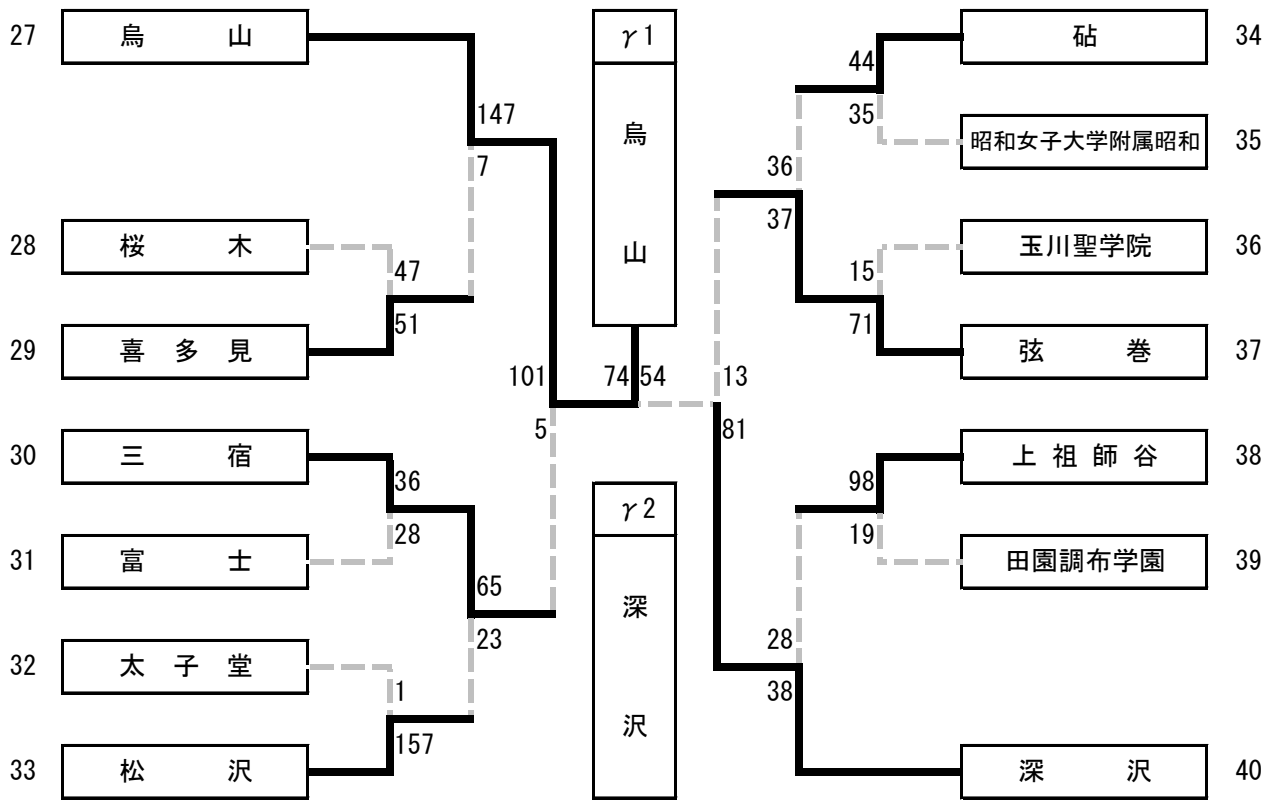 27 烏山
147
7
28 桜木
47
51
29 喜多見
101
5
30 三宿
36
28
31 富士
65
23
32 太子堂
1
157
33 松沢
γ1
烏山
74 54
γ2
深沢
砧 34
44
35
昭和女子大学附属昭和 35
36
37
玉川聖学院 36
15
71
弦巻 37
13
81
上祖師谷 38
98
19
田園調布学園 39
28
38
深沢 40